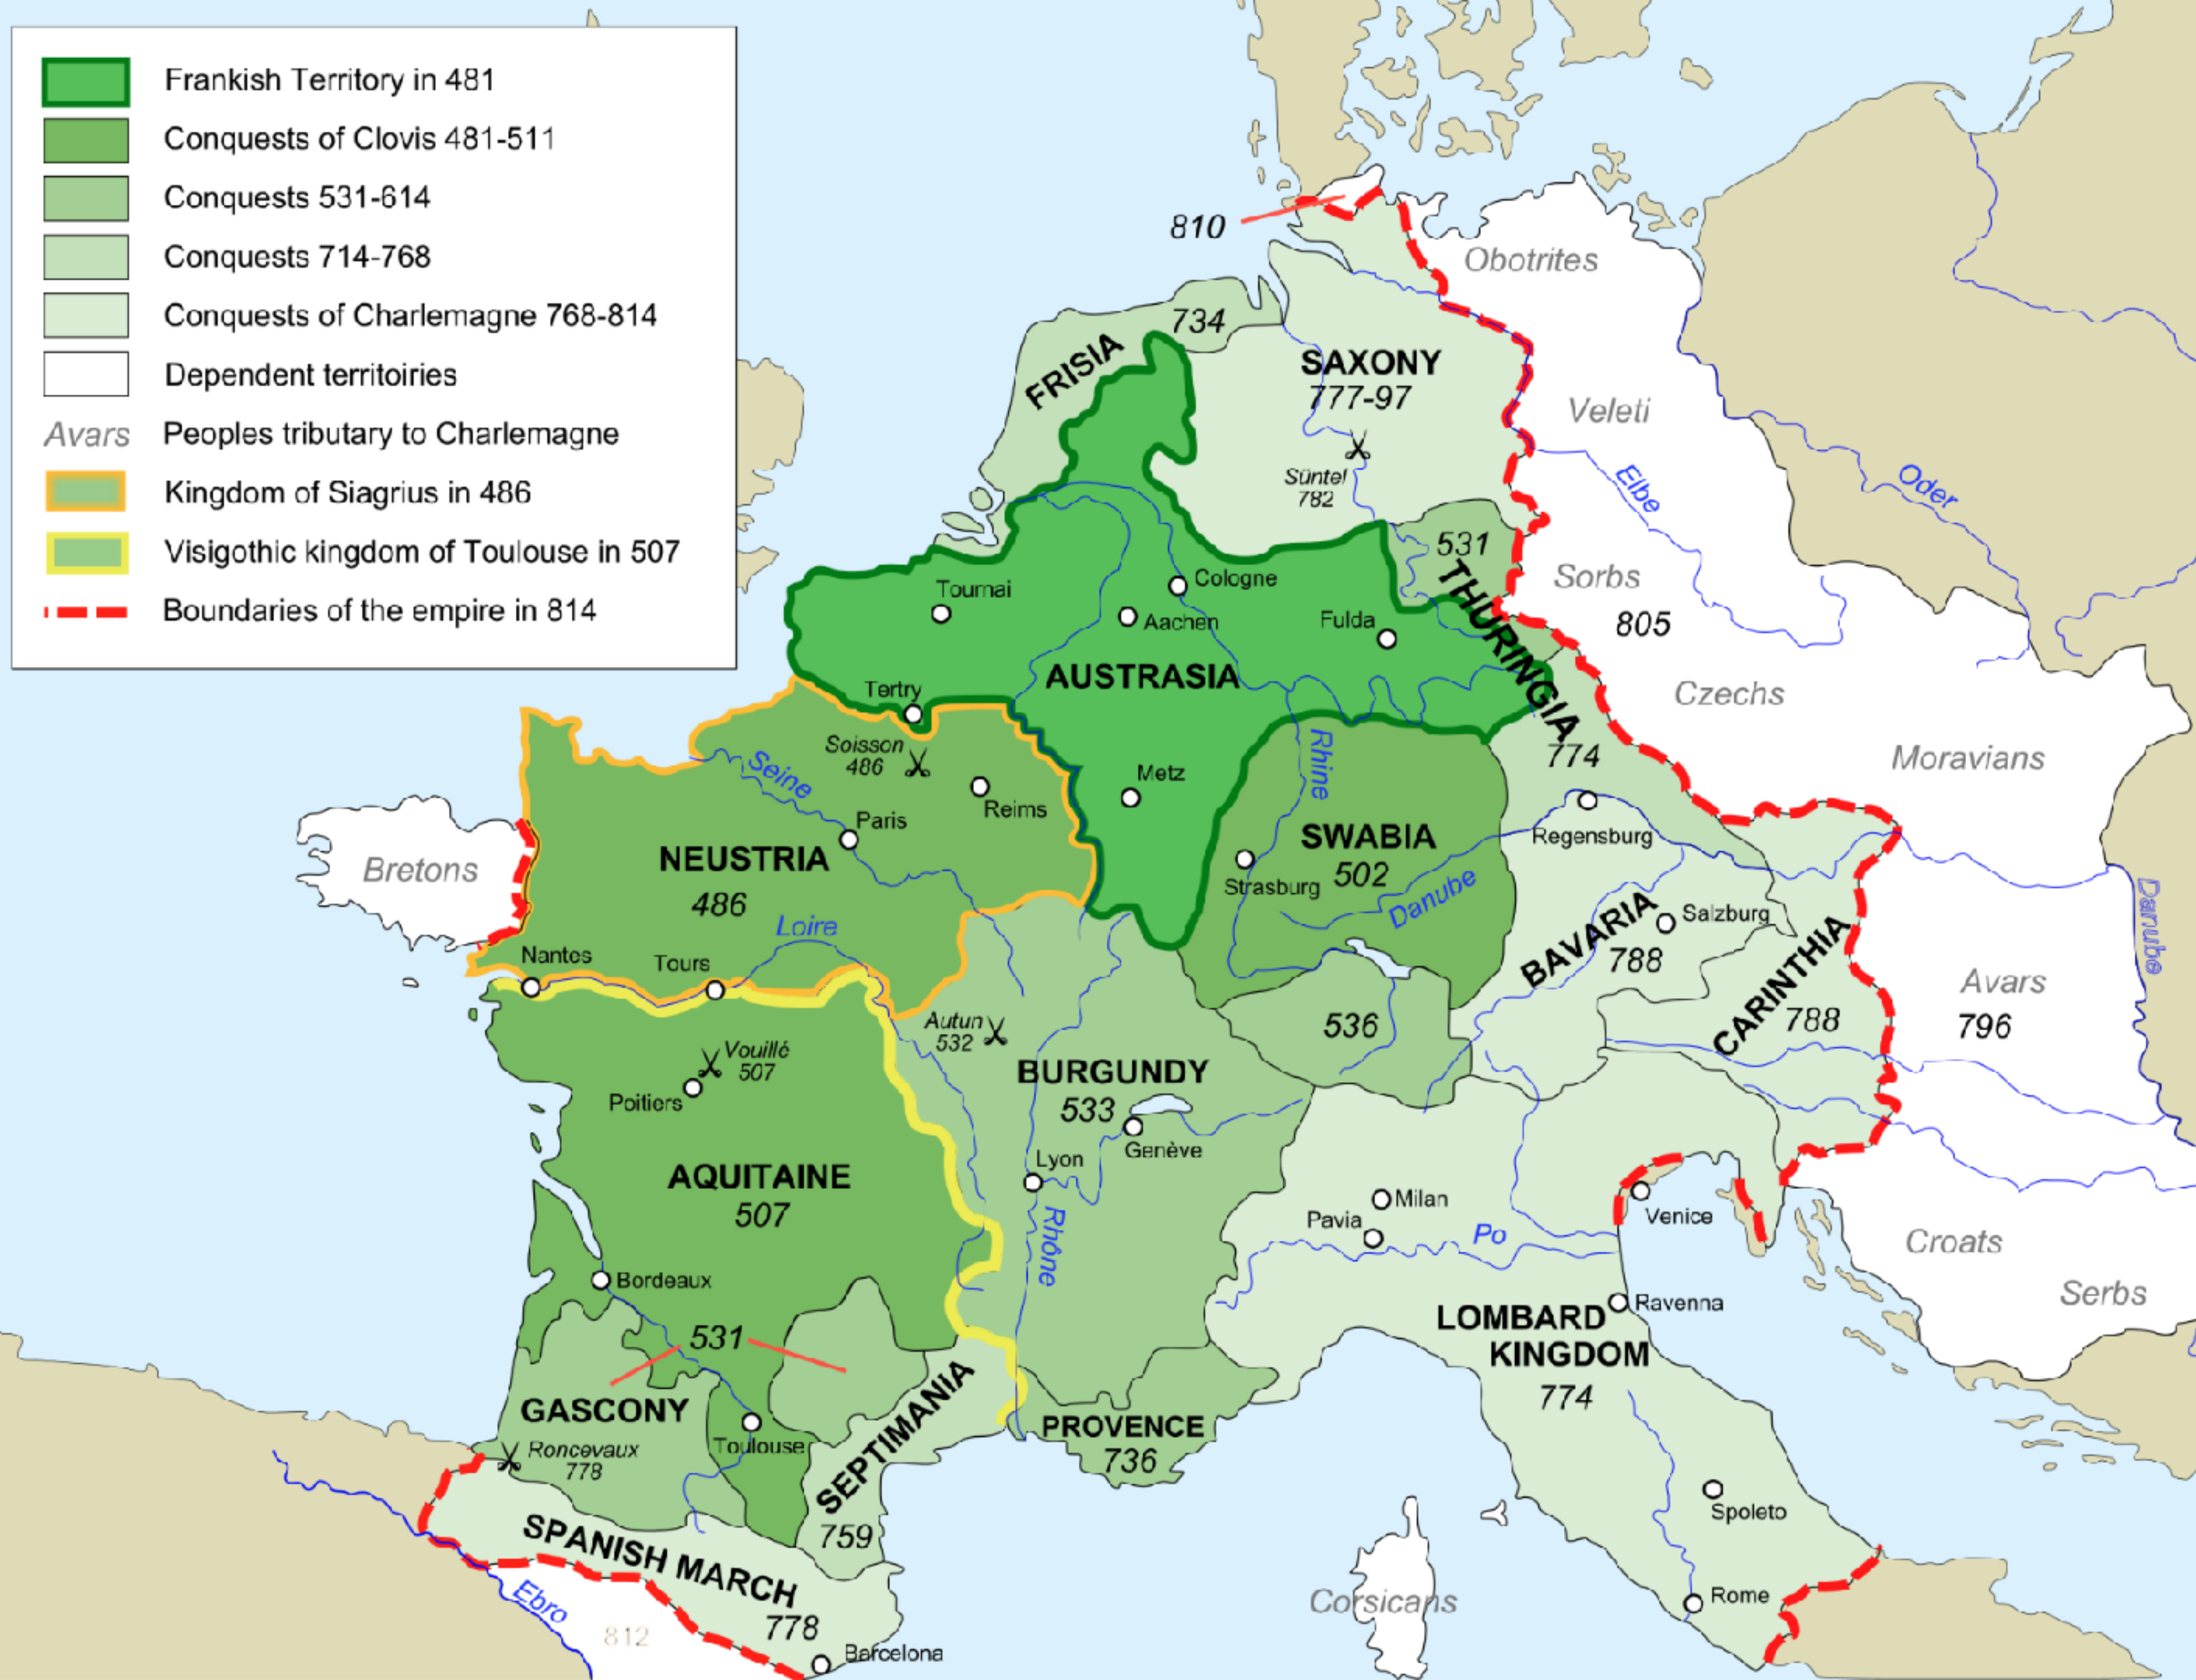 Frankish Territory in 481
Conquests of Clovis 481-511
Conquests 531-614
Conquests 714-768
Conquests of Charlemagne 768-814
Dependent territoiries
Avars Peoples tributary to Charlemagne
Kingdom of Siagrius in 486
Visigothic kingdom of Toulouse in 507
Boundaries of the empire in 814
810
Obotrites
734
FRISIA
SAXONY
777-97
Veleti
Süntel
782
Elbe
Oder
531
THURINGIA
Sorbs
805
Tournai
Cologne
Aachen
Fulda
AUSTRASIA
Tertry
Czechs
Moravians
774
Soisson
486
Seine
Reims
Metz
Rhine
Paris
NEUSTRIA
486
Bretons
SWABIA
502
Strasburg
Danube
Regensburg
BAVARIA
788
Salzburg
CARINTHIA
788
Danube
Avars
796
Loire
Nantes
Tours
Autun
532
536
Vouillé
507
Poitiers
BURGUNDY
533
Genève
Lyon
Rhône
AQUITAINE
507
Milan
Pavia
Po
Venice
Croats
Serbs
Bordeaux
531
Ravenna
LOMBARD
KINGDOM
774
GASCONY
Toulouse
Roncevaux
778
SEPTIMANIA
759
PROVENCE
736
Spoleto
SPANISH MARCH
778
Ebro
812
Barcelona
Corsicans
Rome